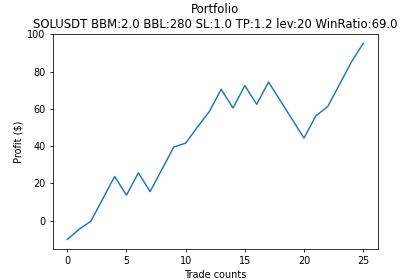 Portfolio
SOLUSDT BBM:2.0 BBL:280 SL:1.0 TP:1.2 lev:20 WinRatio:69.0
100
80
60
40
20
0
Profit ($)
0 5 10 15 20 25
Trade counts